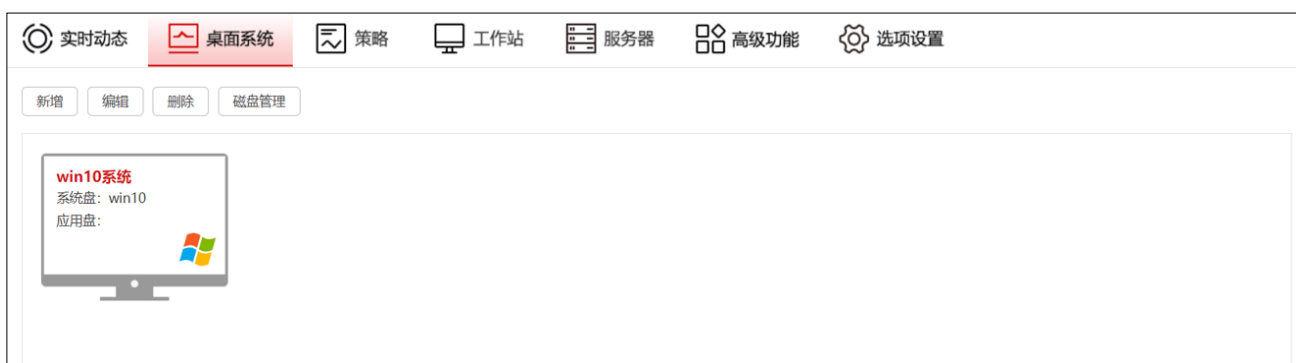 实时动态 桌面系统 策略 工作站 服务器 高级功能 选项设置
新增 编辑 删除 磁盘管理
win10系统
系统盘：win10
应用盘：